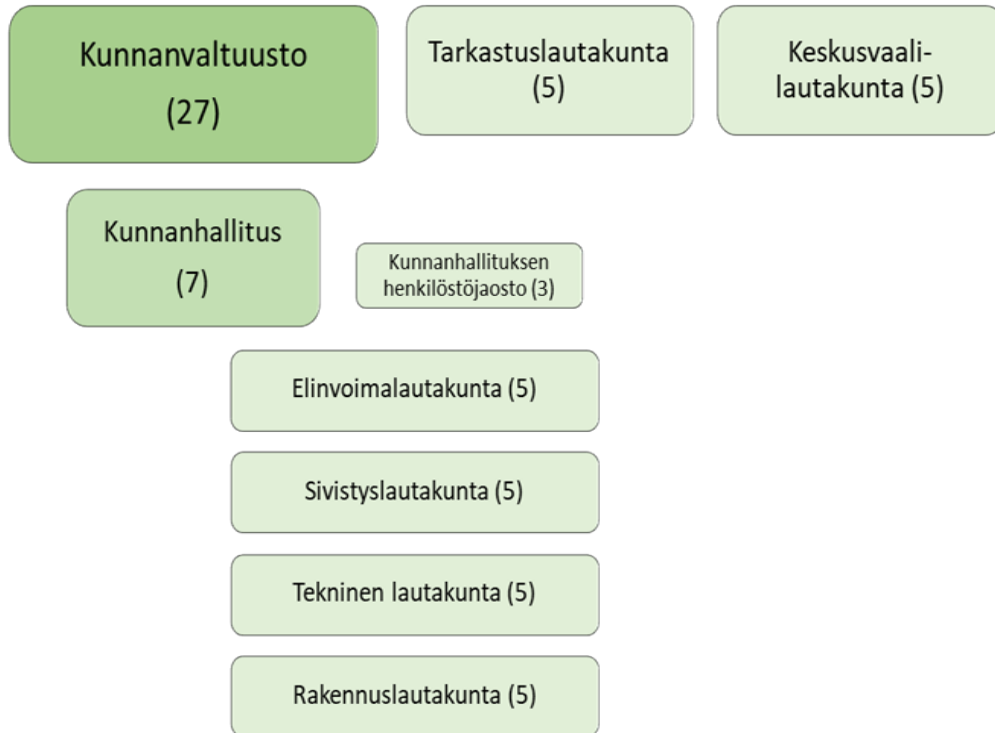 Kunnanvaltuusto
(27)
Tarkastuslautakunta
(5)
Keskusvaali-
lautakunta (5)
Kunnanhallitus
(7)
Kunnanhallituksen
henkilöstöjaosto (3)
Elinvoimalautakunta (5)
Sivistyslautakunta (5)
Tekninen lautakunta (5)
Rakennuslautakunta (5)